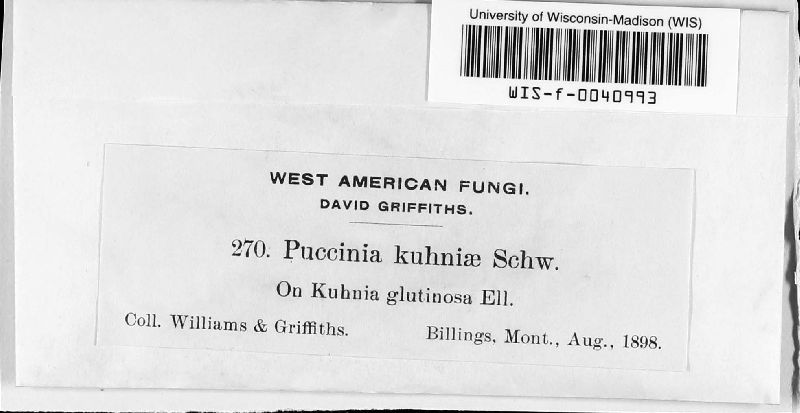 University of Wisconsin-Madison (WIS)
WIS-f-0040993
WEST AMERICAN FUNGI.
DAVID GRIFFITHS.
270. Puccinia kuhniæ Schw.
On Kuhnia glutinosa Ell.
Coll. Williams & Griffiths. Billings, Mont., Aug., 1898.